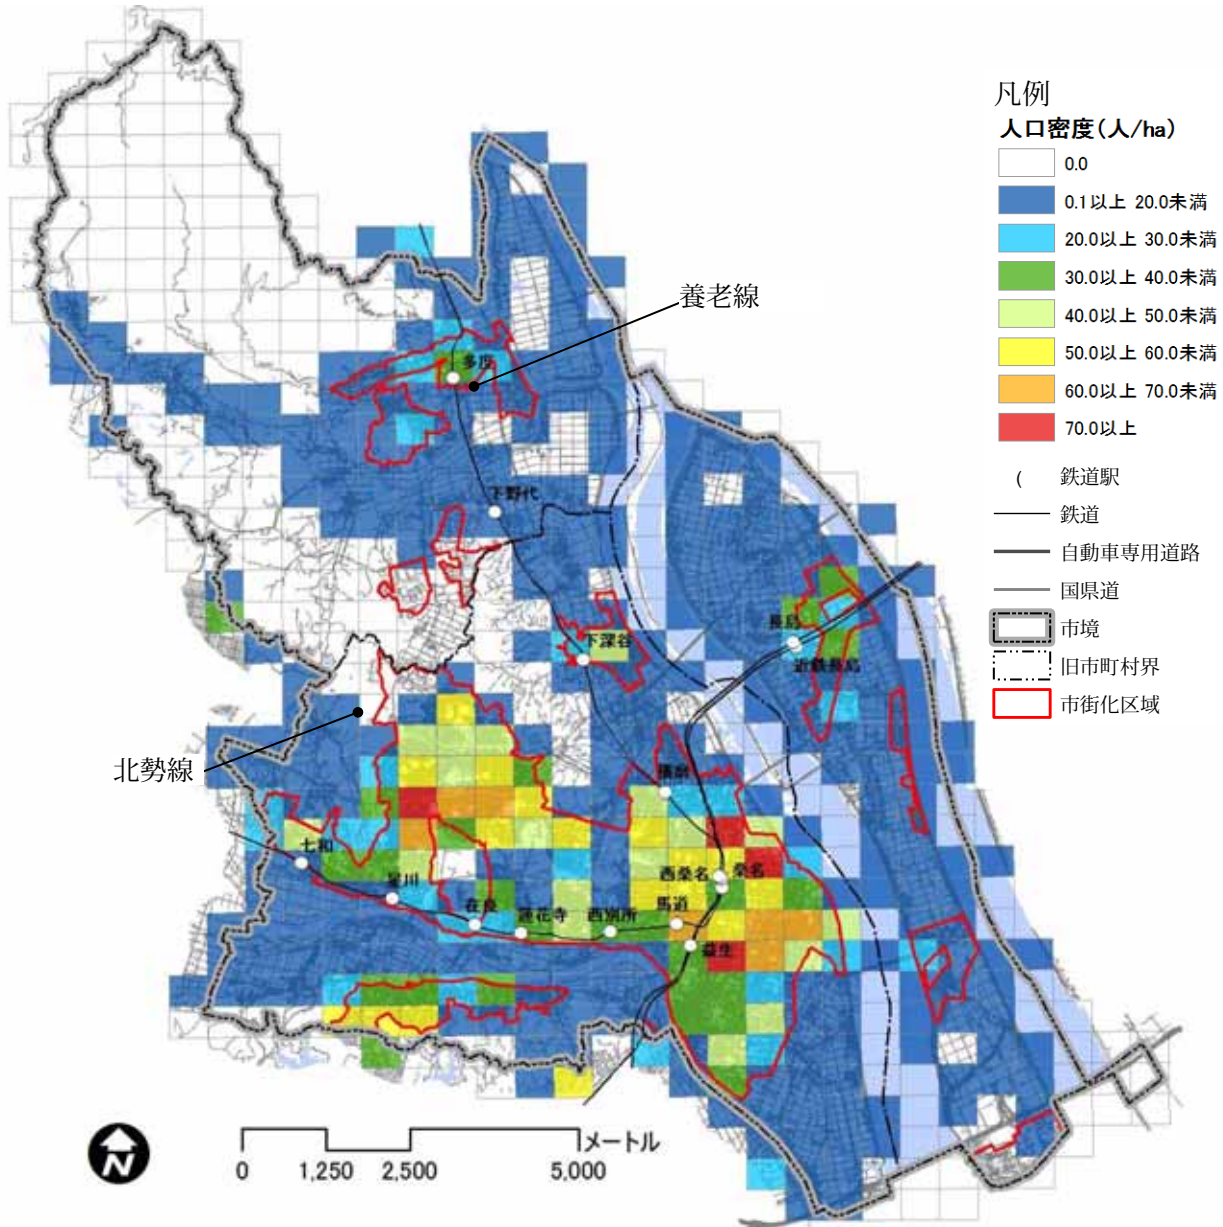 凡例
人口密度(人/ha)
0.0
0.1以上 20.0未満
20.0以上 30.0未満
30.0以上 40.0未満
40.0以上 50.0未満
50.0以上 60.0未満
60.0以上 70.0未満
70.0以上
( 鉄道駅
鉄道
自動車専用道路
国県道
市境
旧市町村界
市街化区域
養老線
多度
下野代
下深谷
長島
近鉄長島
北勢線
播磨
七和
星川
在良
蓮花寺
西別所
馬道
西桑名
桑名
益生
N
メートル
0 1,250 2,500 5,000